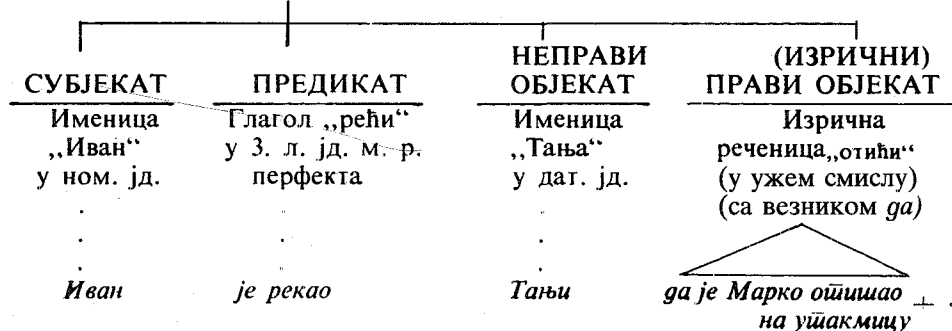 НЕПРАВИ (ИЗРИЧНИ)
СУБЈЕКАТ ПРЕДИКАТ ОБЈЕКАТ ПРАВИ ОБЈЕКАТ
Именица Глагол „рећи“ Именица Изрична
„Иван“ у 3. л. јд. м. р. „Тања“ реченица„отићи“
у ном. јд. перфекта у дат. јд. (у ужем смислу)
(са везником да)
Иван је рекао Тањи да је Марко отишао
на утакмицу